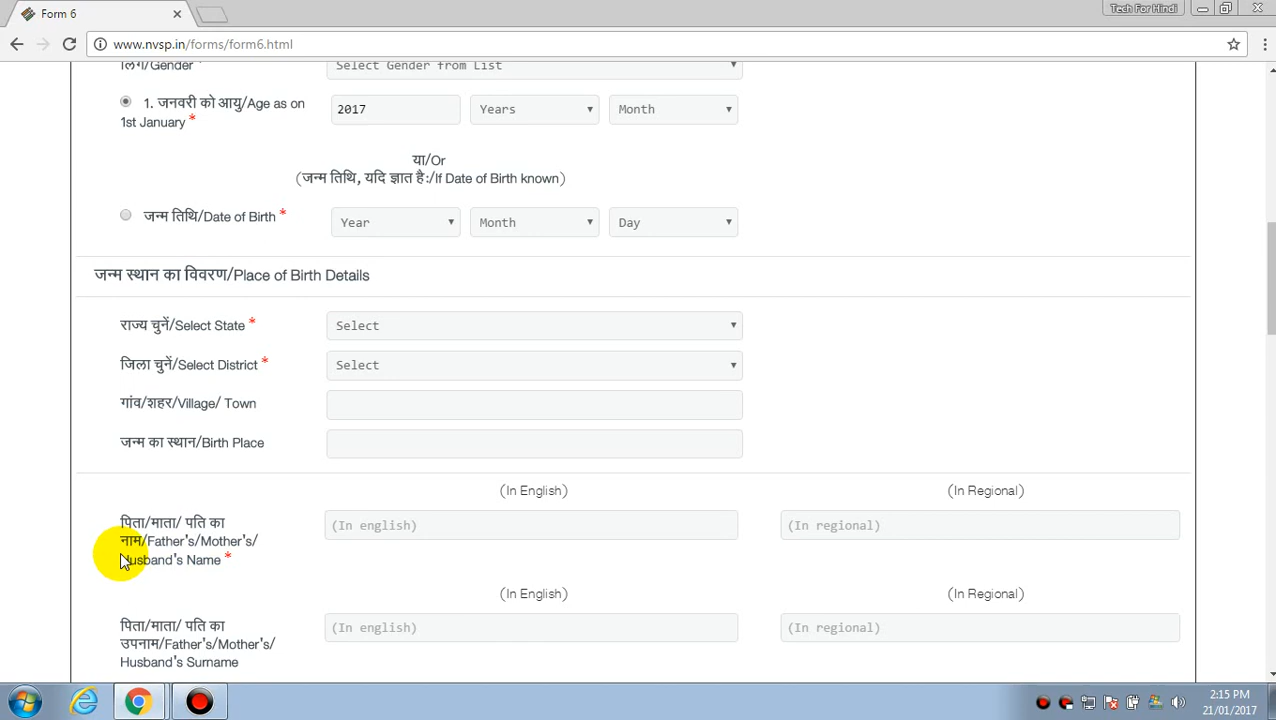 Form 6
Tech For Hindi
www.nvsp.in/forms/form6.html
लिंग/Gender * Select Gender from List
1. जनवरी को आयु/Age as on
1st January *
2017 Years Month
या/Or
(जन्म तिथि, यदि ज्ञात है:/If Date of Birth known)
जन्म तिथि/Date of Birth * Year Month Day
जन्म स्थान का विवरण/Place of Birth Details
राज्य चुनें/Select State * Select
जिला चुनें/Select District * Select
गांव/शहर/Village/ Town
जन्म का स्थान/Birth Place
(In English) (In Regional)
पिता/माता/ पति का
नाम/Father's/Mother's/
Husband's Name *
(In english) (In regional)
(In English) (In Regional)
पिता/माता/ पति का
उपनाम/Father's/Mother's/
Husband's Surname
(In english) (In regional)
2:15 PM
21/01/2017